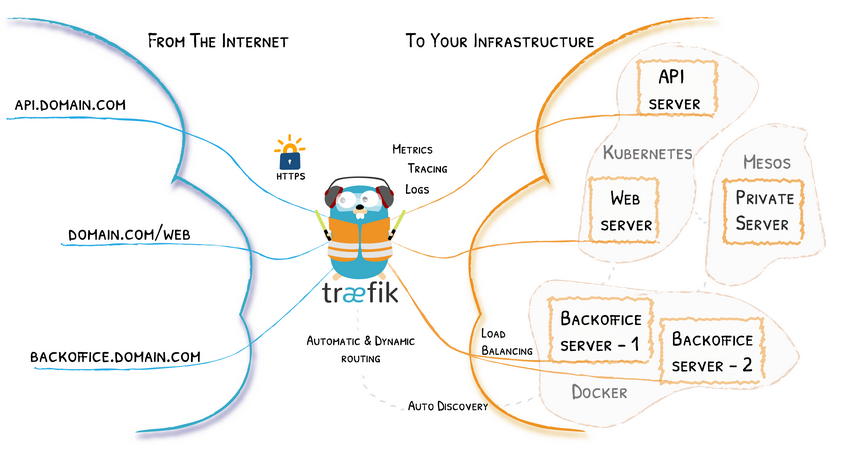 From The Internet
To Your Infrastructure
api.domain.com
API
server
Metrics
Tracing
Logs
HTTPS
Kubernetes
Mesos
domain.com/web
Web
server
Private
Server
træfik
backoffice.domain.com
Automatic & Dynamic
routing
Load
Balancing
Backoffice
server - 1
Backoffice
server - 2
Docker
Auto Discovery